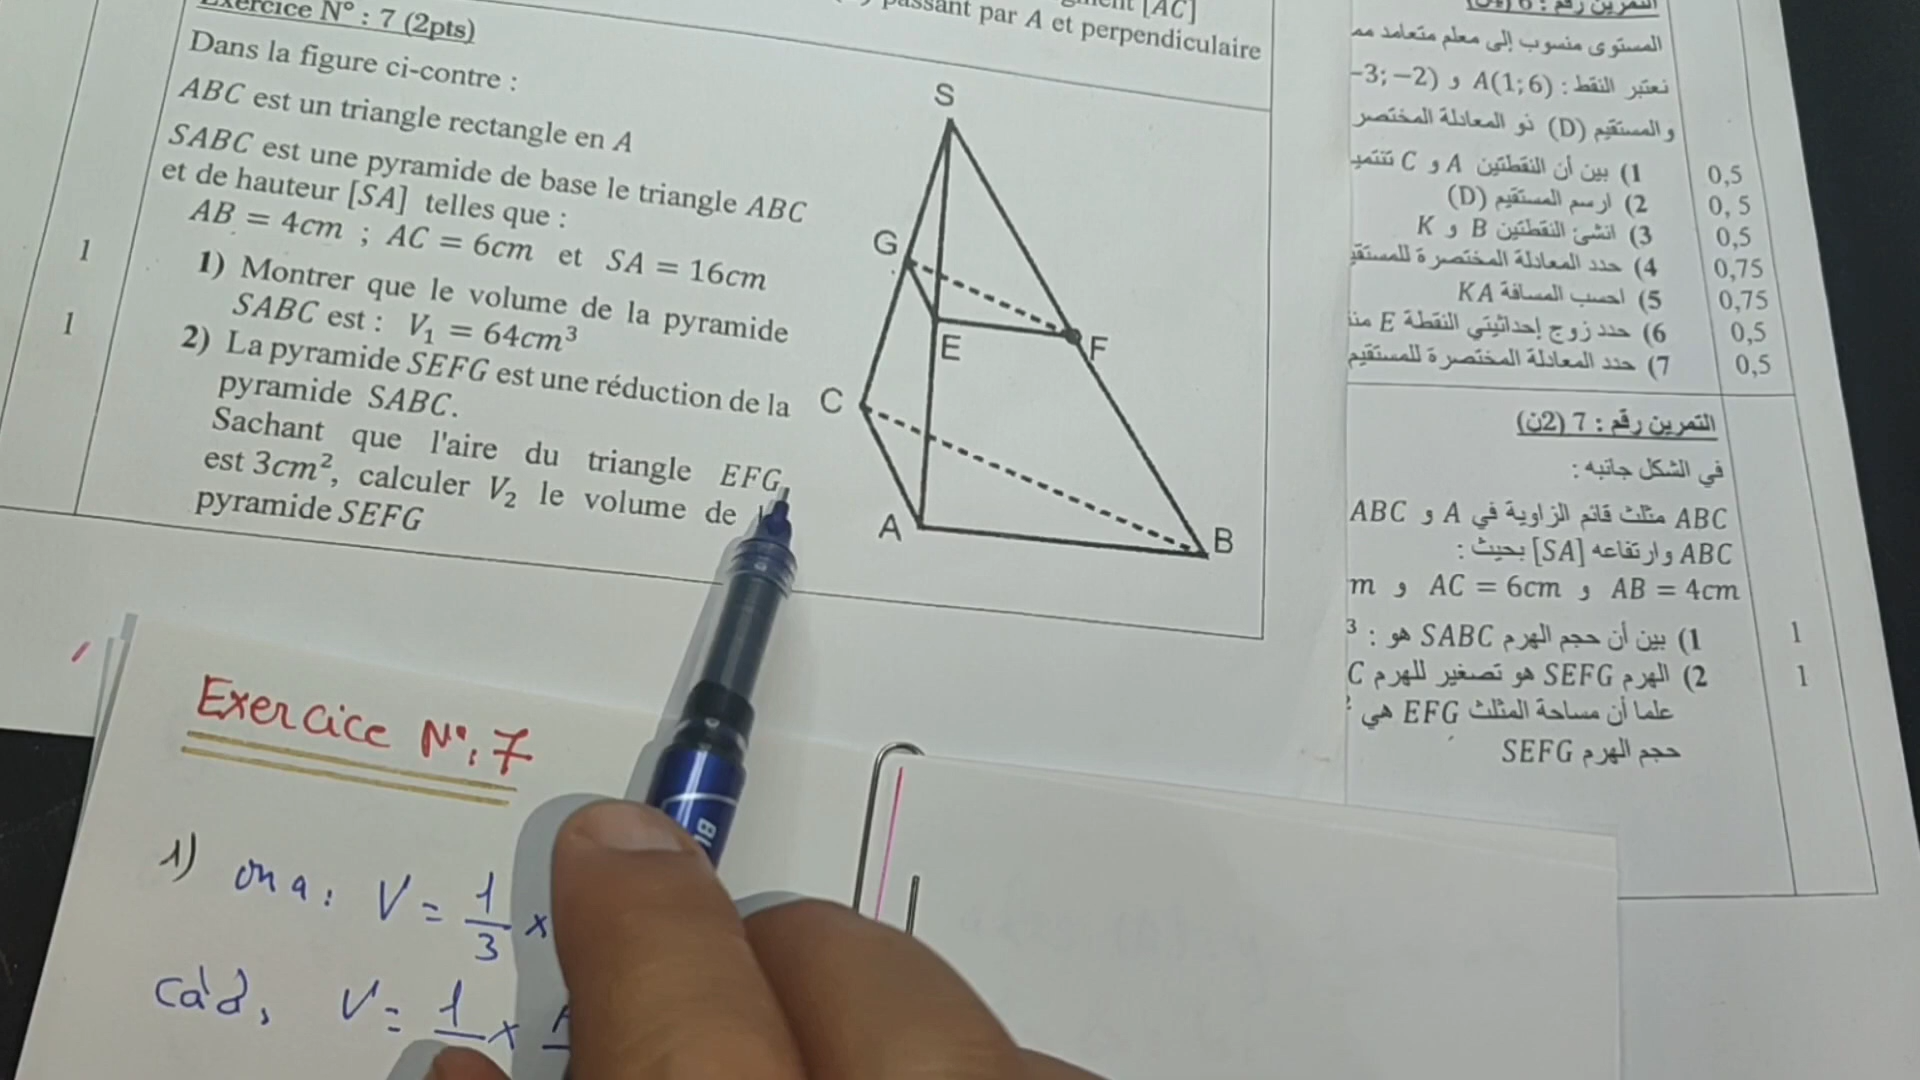 [AC]
passant par A et perpendiculaire
Exercice N° : 7 (2pts)
Dans la figure ci-contre :
ABC est un triangle rectangle en A
SABC est une pyramide de base le triangle ABC
et de hauteur [SA] telles que :
AB = 4cm ; AC = 6cm et SA = 16cm
1
1) Montrer que le volume de la pyramide
SABC est : V₁ = 64cm³
1
2) La pyramide SEFG est une réduction de la
pyramide SABC.
Sachant que l'aire du triangle EFG
est 3cm², calculer V₂ le volume de
pyramide SEFG
S
G
E
F
C
A
B
التمرين رقم : 6
المستوى منسوب إلى معلم متعامد
نعتبر النقط : A(1;6) و −3; −2)
والمستقيم (D) ذو المعادلة المختصر
1) بين أن النقطتين A و C 0,5
2) ارسم المستقيم (D) 0, 5
3) انشئ النقطتين B و K 0,5
4) حدد المعادلة المختصرة 0,75
5) احسب المسافة KA 0,75
6) حدد زوج إحداثيتي النقطة E 0,5
7) حدد المعادلة المختصرة للمستقيم 0,5
التمرين رقم : 7 (2ن)
في الشكل جانبه :
ABC مثلث قائم الزاوية في A و ABC
ABC وارتفاعه [SA] بحيث :
AB = 4cm و AC = 6cm و m
1) بين أن حجم الهرم SABC هو : ³ 1
2) الهرم SEFG هو تصغير للهرم C 1
علما أن مساحة المثلث EFG هي ²
حجم الهرم SEFG
Exercice N° : 7
1) on a : V = 1/3 ×
càd, V = 1 ×